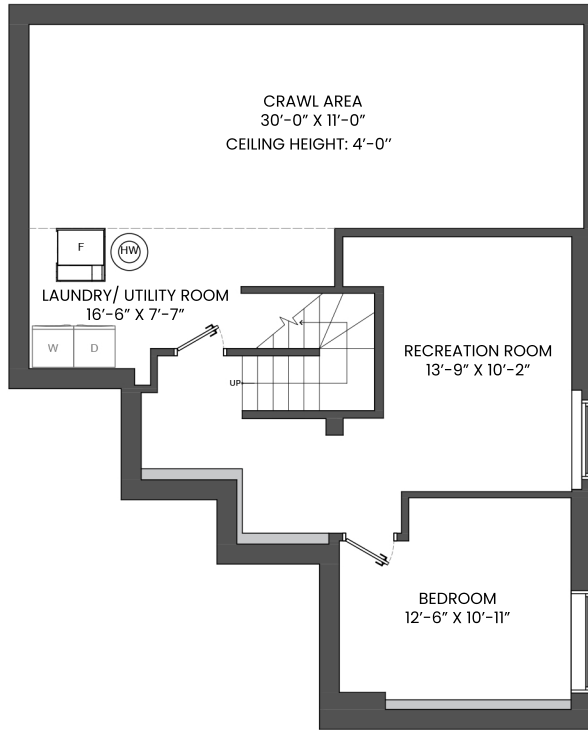 CRAWL AREA
30’-0” X 11’-0”
CEILING HEIGHT: 4’-0’’
F
HW
LAUNDRY/ UTILITY ROOM
16’-6” X 7’-7”
W
D
UP
RECREATION ROOM
13’-9” X 10’-2”
BEDROOM
12’-6” X 10’-11”